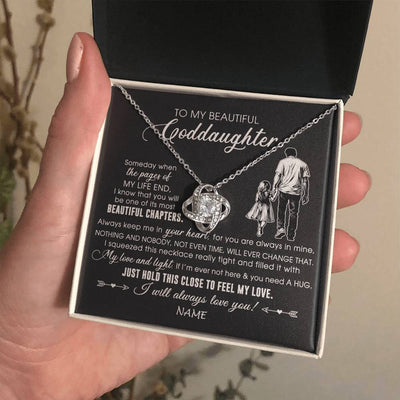 TO MY BEAUTIFUL
Goddaughter
Someday when
the pages of
MY LIFE END,
I know that you will
be one of its most
BEAUTIFUL CHAPTERS.
Always keep me in your heart, for you are always in mine,
NOTHING AND NOBODY, NOT EVEN TIME, WILL EVER CHANGE THAT.
I squeezed this necklace really tight and filled it with
My love and light, if I'm ever not here & you need A HUG,
JUST HOLD THIS CLOSE TO FEEL MY LOVE.
I will always love you!
NAME